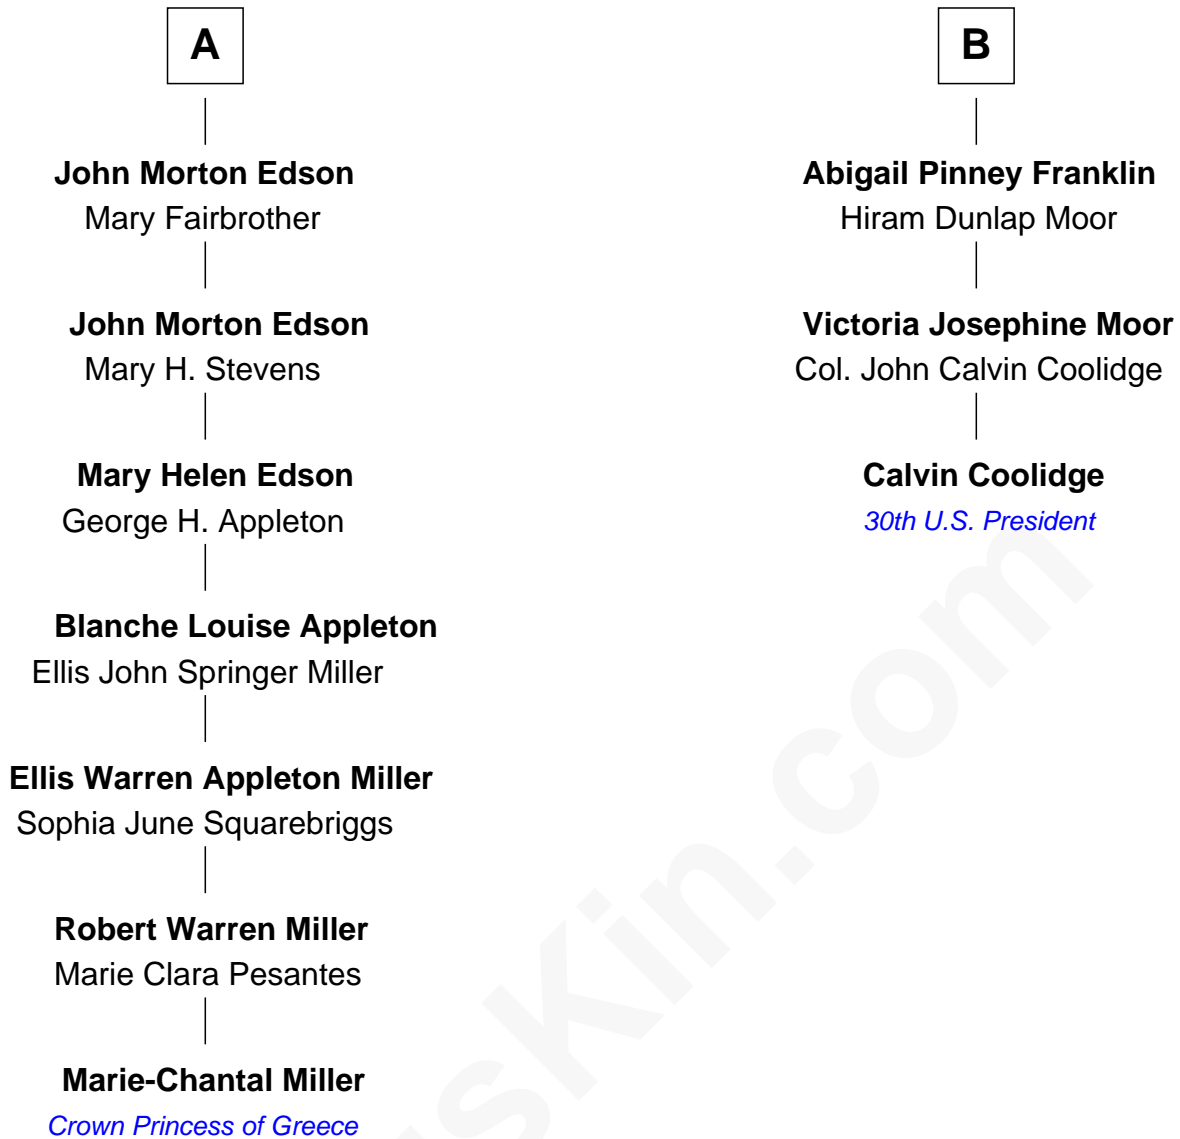 A
John Morton Edson
Mary Fairbrother
John Morton Edson
Mary H. Stevens
Mary Helen Edson
George H. Appleton
Blanche Louise Appleton
Ellis John Springer Miller
Ellis Warren Appleton Miller
Sophia June Squarebriggs
Robert Warren Miller
Marie Clara Pesantes
Marie-Chantal Miller
Crown Princess of Greece
B
Abigail Pinney Franklin
Hiram Dunlap Moor
Victoria Josephine Moor
Col. John Calvin Coolidge
Calvin Coolidge
30th U.S. President
sKin.com